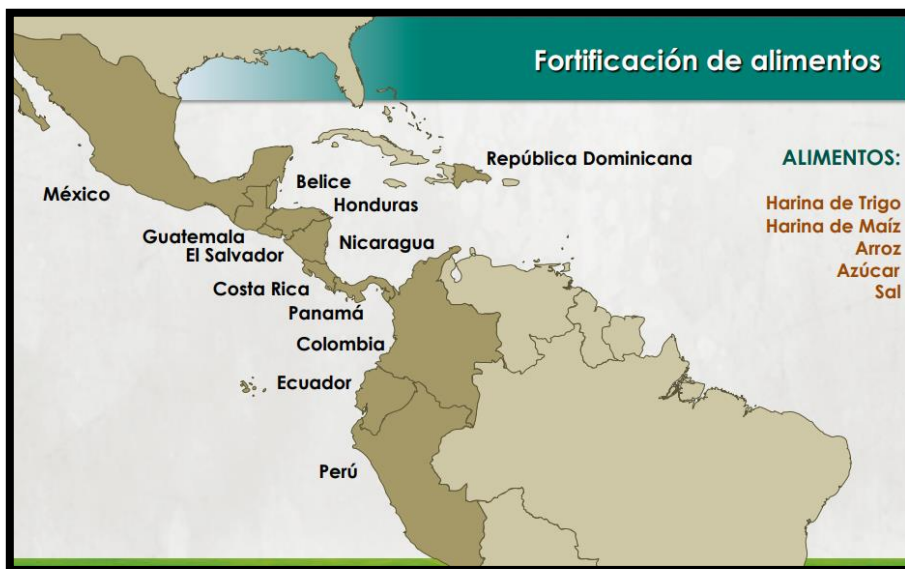 Fortificación de alimentos
República Dominicana
ALIMENTOS:
México
Belice
Honduras
Harina de Trigo
Harina de Maíz
Arroz
Azúcar
Sal
Guatemala
Nicaragua
El Salvador
Costa Rica
Panamá
Colombia
Ecuador
Perú